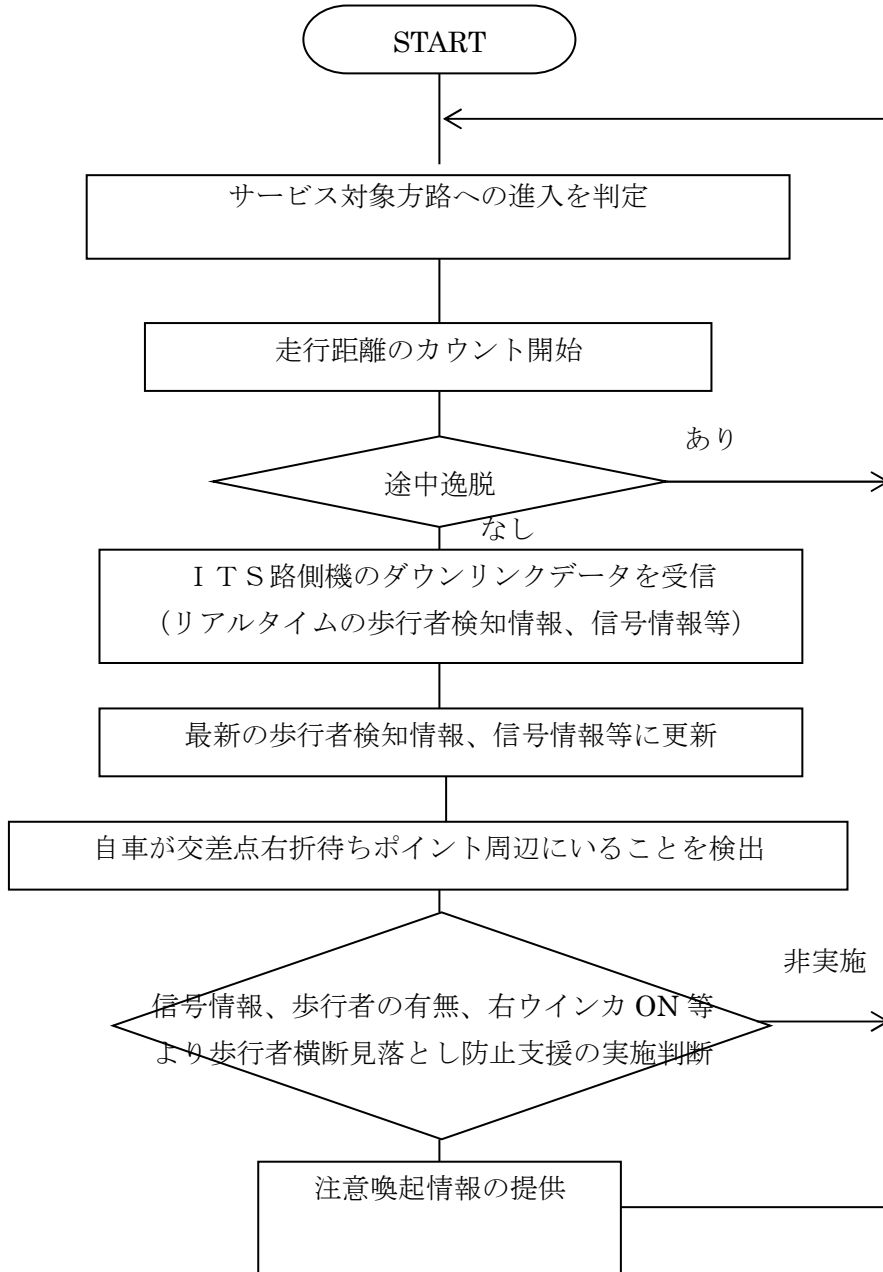 START
サービス対象方路への進入を判定
走行距離のカウント開始
あり
途中逸脱
なし
ＩＴＳ路側機のダウンリンクデータを受信
（リアルタイムの歩行者検知情報、信号情報等）
最新の歩行者検知情報、信号情報等に更新
自車が交差点右折待ちポイント周辺にいることを検出
非実施
信号情報、歩行者の有無、右ウインカ ON 等
より歩行者横断見落とし防止支援の実施判断
注意喚起情報の提供